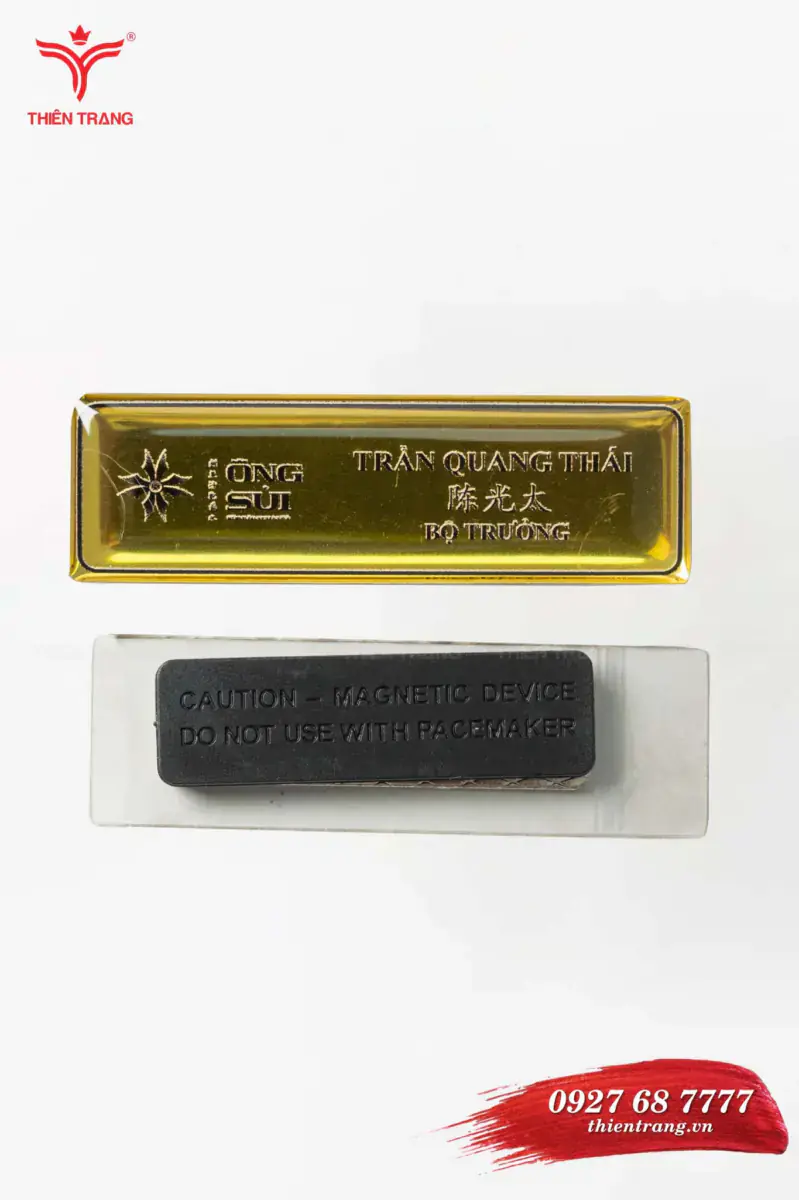 ®
THIÊN TRANG
ÔNG
SỦI
TRẦN QUANG THÁI
陈光太
BỘ TRƯỞNG
CAUTION – MAGNETIC DEVICE
DO NOT USE WITH PACEMAKER
0927 68 7777
thientrang.vn